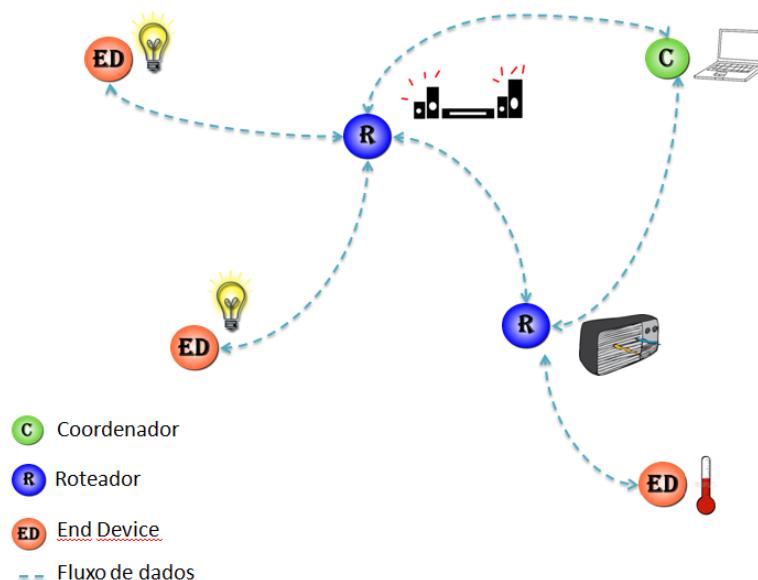 ED
C
R
R
ED
ED
C Coordenador
R Roteador
ED End Device
Fluxo de dados